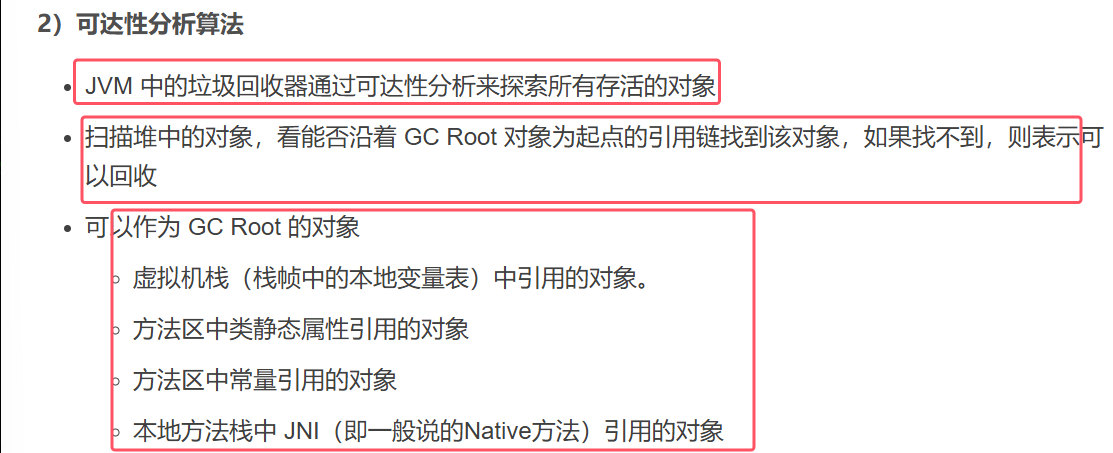 2）可达性分析算法
JVM 中的垃圾回收器通过可达性分析来探索所有存活的对象
扫描堆中的对象，看能否沿着 GC Root 对象为起点的引用链找到该对象，如果找不到，则表示可
以回收
可以作为 GC Root 的对象
虚拟机栈（栈帧中的本地变量表）中引用的对象。
方法区中类静态属性引用的对象
方法区中常量引用的对象
本地方法栈中 JNI（即一般说的Native方法）引用的对象